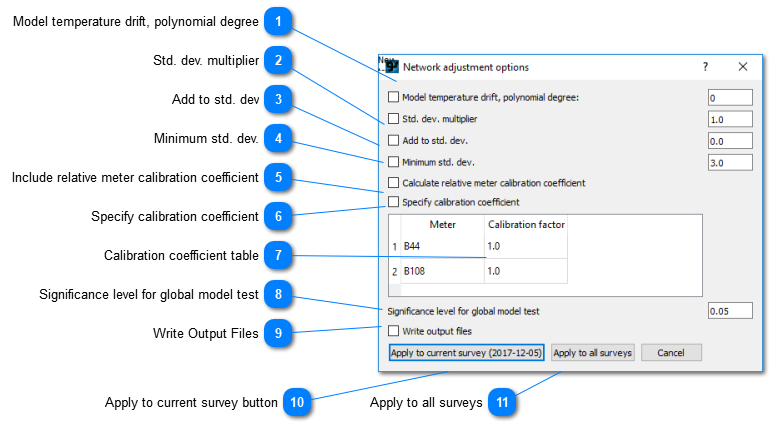 Model temperature drift, polynomial degree 1
Std. dev. multiplier 2
Add to std. dev 3
Minimum std. dev. 4
Include relative meter calibration coefficient 5
Specify calibration coefficient 6
Calibration coefficient table 7
Significance level for global model test 8
Write Output Files 9
Apply to current survey button 10
Apply to all surveys 11
Network adjustment options ?
Model temperature drift, polynomial degree: 0
Std. dev. multiplier 1.0
Add to std. dev. 0.0
Minimum std. dev. 3.0
Calculate relative meter calibration coefficient
Specify calibration coefficient
Meter Calibration factor
1 B44 1.0
2 B108 1.0
Significance level for global model test 0.05
Write output files
Apply to current survey (2017-12-05) Apply to all surveys Cancel